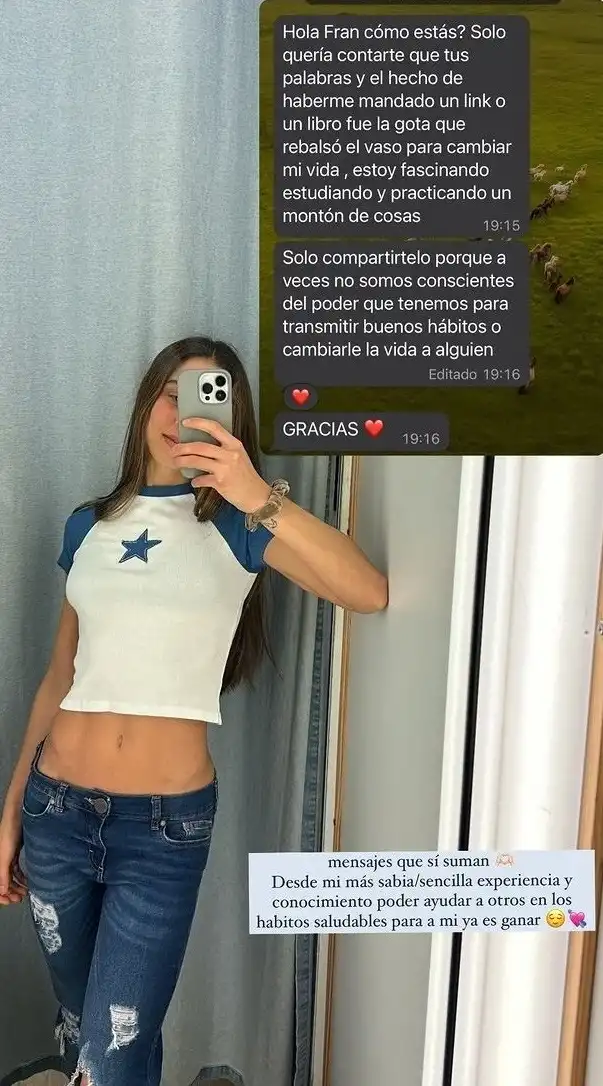 Hola Fran cómo estás? Solo
quería contarte que tus
palabras y el hecho de
haberme mandado un link o
un libro fue la gota que
rebalsó el vaso para cambiar
mi vida , estoy fascinando
estudiando y practicando un
montón de cosas
19:15
Solo compartirtelo porque a
veces no somos conscientes
del poder que tenemos para
transmitir buenos hábitos o
cambiarle la vida a alguien
Editado 19:16
❤️
GRACIAS ❤️
19:16
mensajes que sí suman 🫶🏻
Desde mi más sabia/sencilla experiencia y
conocimiento poder ayudar a otros en los
habitos saludables para a mi ya es ganar 😌💘